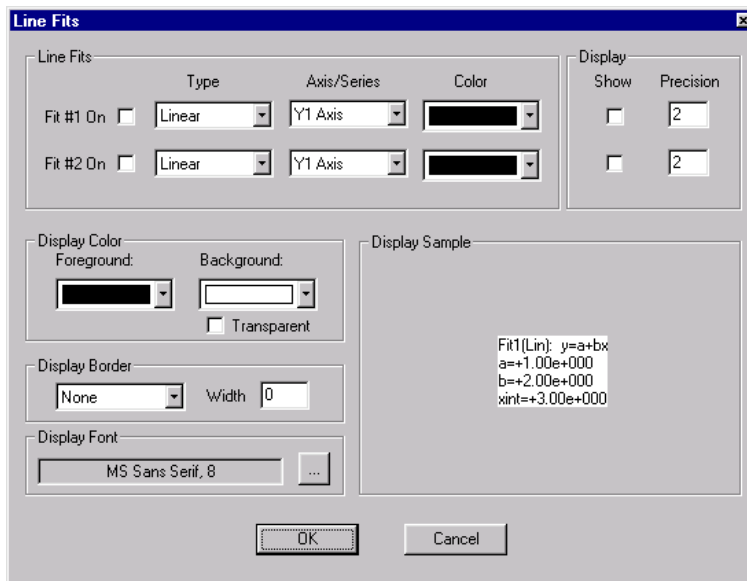 Line Fits
Line Fits
Type Axis/Series Color
Fit #1 On Linear Y1 Axis
Fit #2 On Linear Y1 Axis
Display
Show Precision
2
2
Display Color
Foreground: Background:
Transparent
Display Border
None Width 0
Display Font
MS Sans Serif, 8 ...
Display Sample
Fit1(Lin): y=a+bx
a=+1.00e+000
b=+2.00e+000
xint=+3.00e+000
OK Cancel